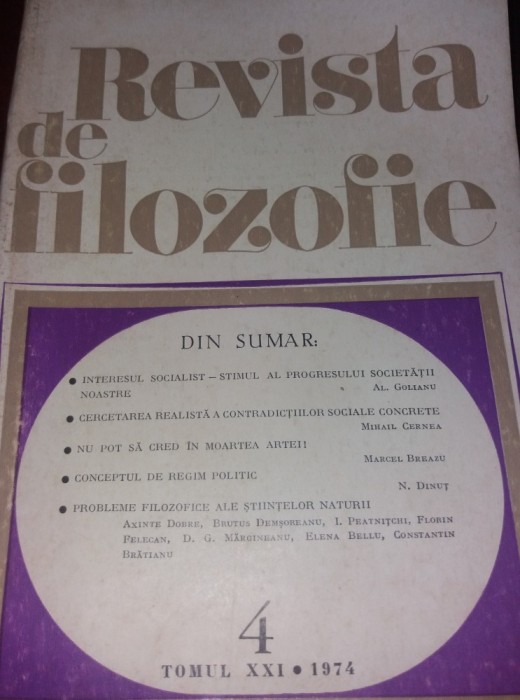 Revista
de
filozofie
DIN SUMAR:
• INTERESUL SOCIALIST – STIMUL AL PROGRESULUI SOCIETĂȚII
NOASTRE AL. GOLIANU
• CERCETAREA REALISTĂ A CONTRADICȚIILOR SOCIALE CONCRETE
MIHAIL CERNEA
• NU POT SĂ CRED ÎN MOARTEA ARTEI!
MARCEL BREAZU
• CONCEPTUL DE REGIM POLITIC
N. DINUȚ
• PROBLEME FILOZOFICE ALE ȘTIINȚELOR NATURII
AXINTE DOBRE, BRUTUS DEMȘOREANU, I. PEATNIȚCHI, FLORIN
FELECAN, D. G. MĂRGINEANU, ELENA BELLU, CONSTANTIN
BRĂTIANU
4
TOMUL XXI • 1974